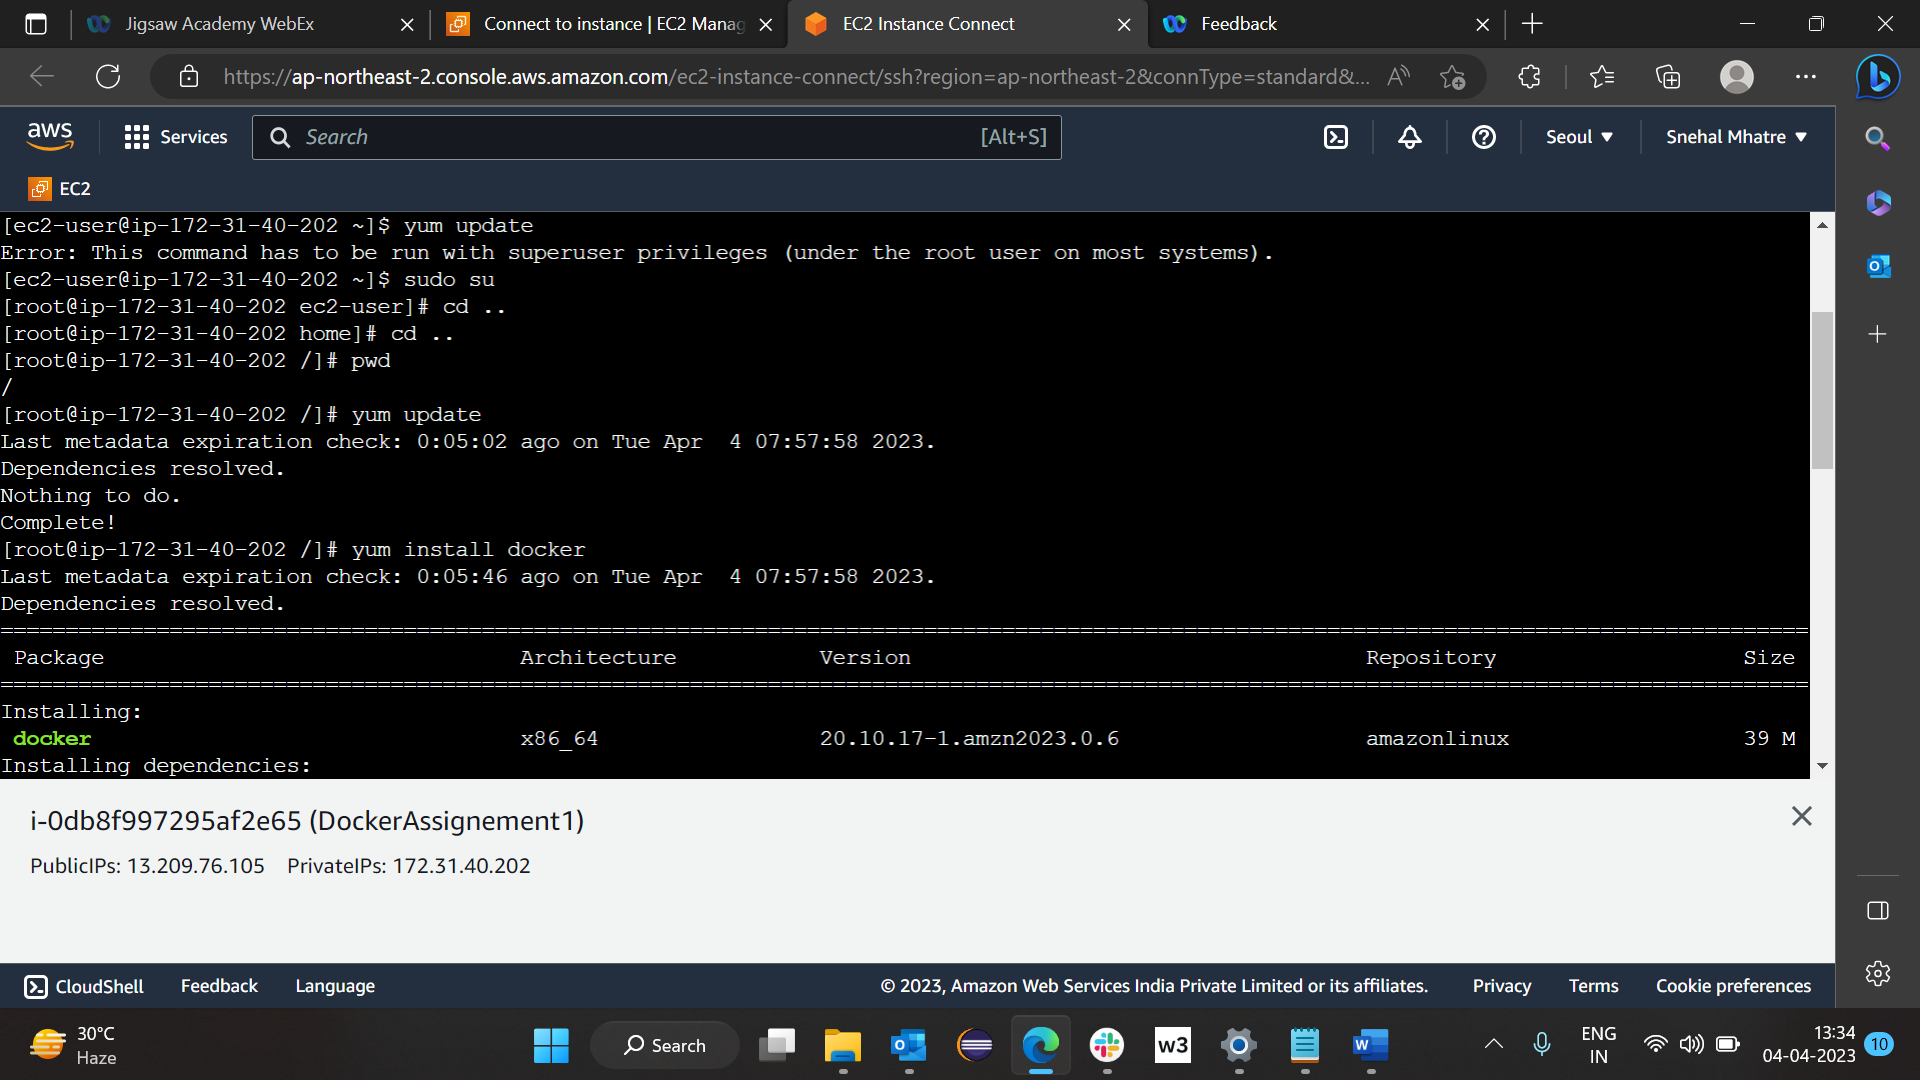 Jigsaw Academy WebEx
Connect to instance | EC2 Manag
EC2 Instance Connect
Feedback
https://ap-northeast-2.console.aws.amazon.com/ec2-instance-connect/ssh?region=ap-northeast-2&connType=standard&...
aws
Services
Search
[Alt+S]
Seoul
Snehal Mhatre
EC2
[ec2-user@ip-172-31-40-202 ~]$ yum update
Error: This command has to be run with superuser privileges (under the root user on most systems).
[ec2-user@ip-172-31-40-202 ~]$ sudo su
[root@ip-172-31-40-202 ec2-user]# cd ..
[root@ip-172-31-40-202 home]# cd ..
[root@ip-172-31-40-202 /]# pwd
/
[root@ip-172-31-40-202 /]# yum update
Last metadata expiration check: 0:05:02 ago on Tue Apr  4 07:57:58 2023.
Dependencies resolved.
Nothing to do.
Complete!
[root@ip-172-31-40-202 /]# yum install docker
Last metadata expiration check: 0:05:46 ago on Tue Apr  4 07:57:58 2023.
Dependencies resolved.
Package Architecture Version Repository Size
Installing:
docker x86_64 20.10.17-1.amzn2023.0.6 amazonlinux 39 M
Installing dependencies:
i-0db8f997295af2e65 (DockerAssignement1)
PublicIPs: 13.209.76.105 PrivateIPs: 172.31.40.202
CloudShell
Feedback
Language
© 2023, Amazon Web Services India Private Limited or its affiliates.
Privacy
Terms
Cookie preferences
30°C
Haze
Search
w3
ENG
IN
13:34
04-04-2023
10